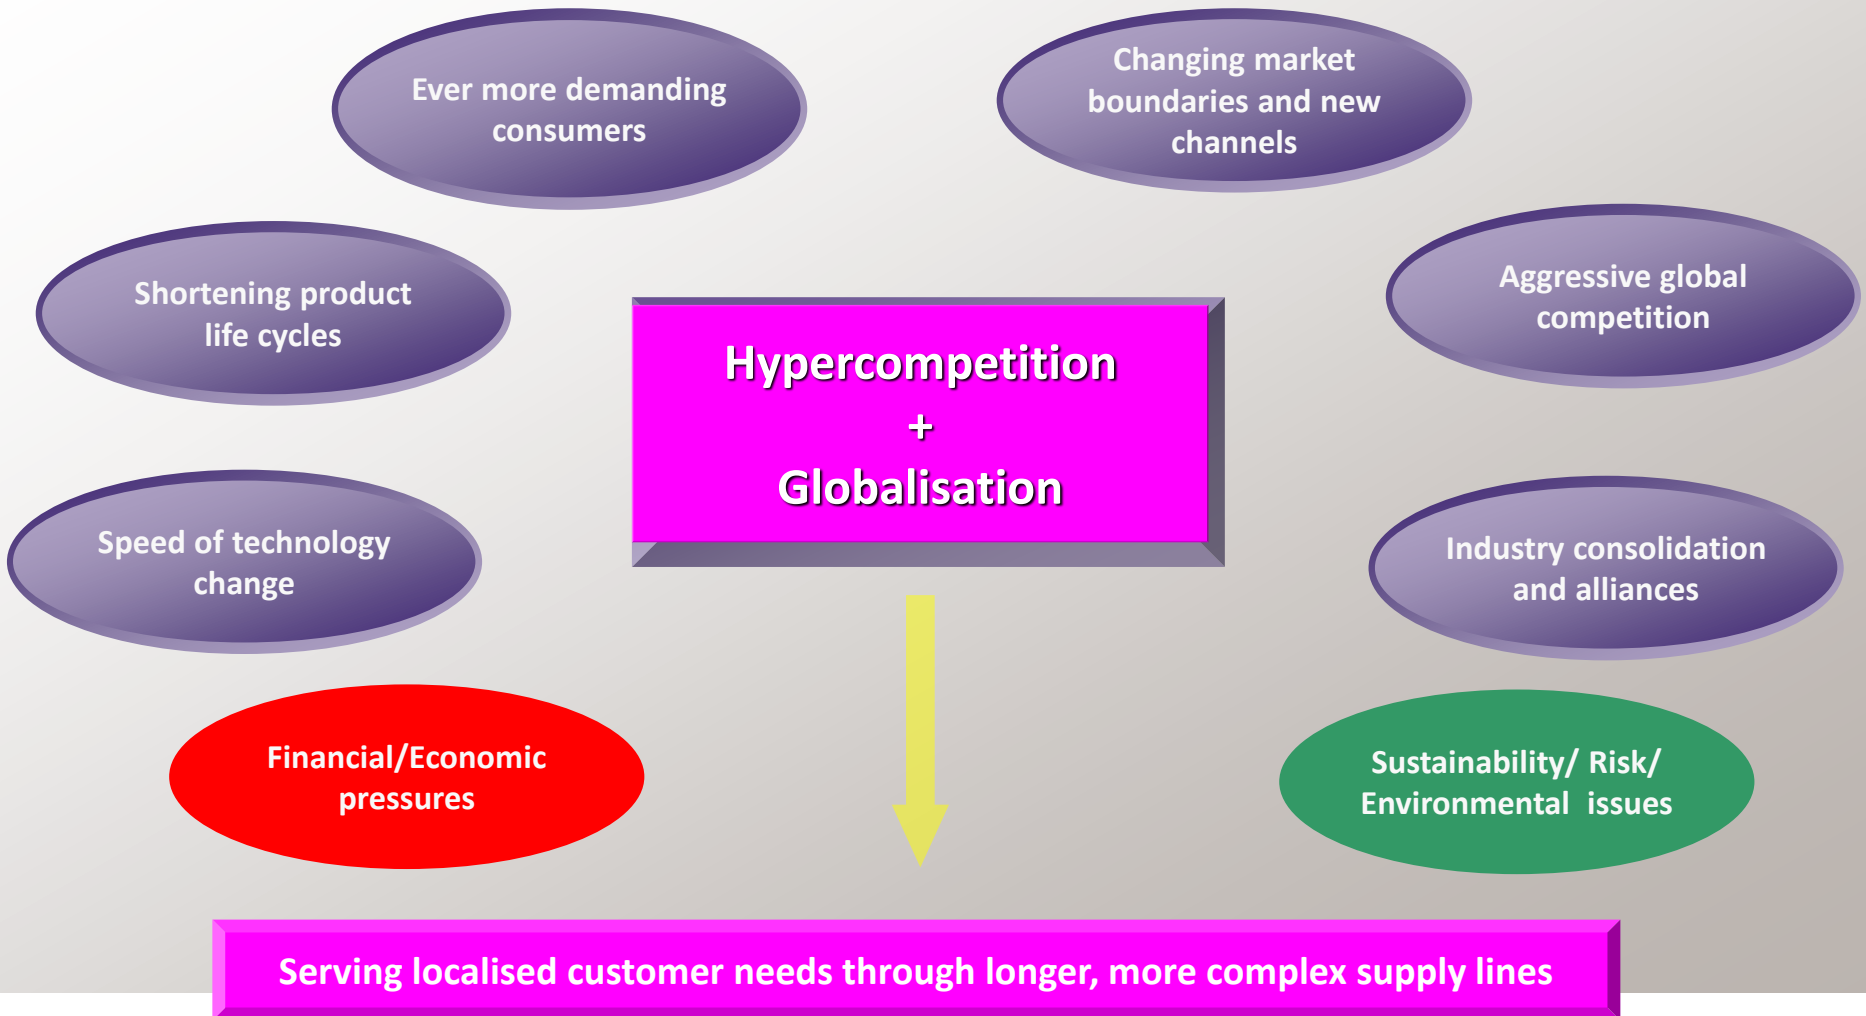 Ever more demanding
consumers
Changing market
boundaries and new
channels
Shortening product
life cycles
Aggressive global
competition
Hypercompetition
+
Globalisation
Speed of technology
change
Industry consolidation
and alliances
Financial/Economic
pressures
Sustainability/ Risk/
Environmental  issues
Serving localised customer needs through longer, more complex supply lines